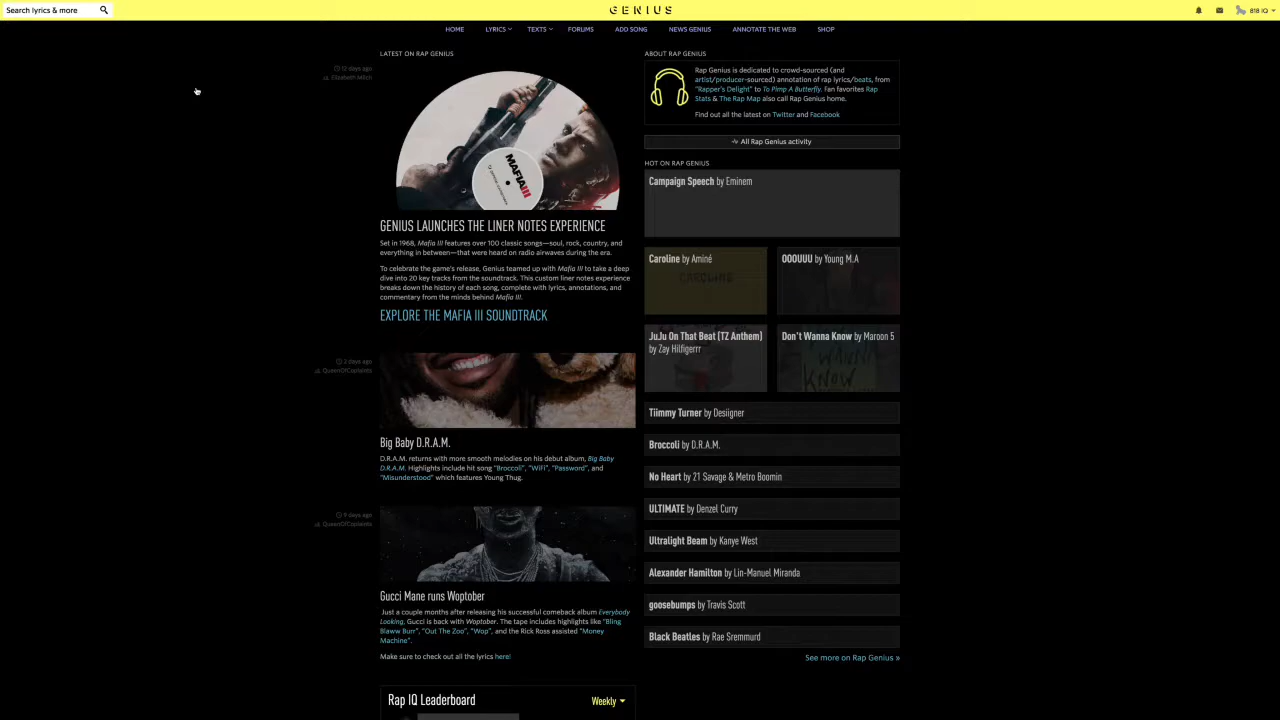 Search lyrics & more
GENIUS
818 IQ
HOME
LYRICS
TEXTS
FORUMS
ADD SONG
NEWS GENIUS
ANNOTATE THE WEB
SHOP
LATEST ON RAP GENIUS
12 days ago
Elizabeth Milch
MAFIA III
GENIUS LAUNCHES THE LINER NOTES EXPERIENCE
Set in 1968, Mafia III features over 100 classic songs—soul, rock, country, and
everything in between—that were heard on radio airwaves during the era.
To celebrate the game's release, Genius teamed up with Mafia III to take a deep
dive into 20 key tracks from the soundtrack. This custom liner notes experience
breaks down the history of each song, complete with lyrics, annotations, and
commentary from the minds behind Mafia III.
EXPLORE THE MAFIA III SOUNDTRACK
2 days ago
QueenOfCoplaints
Big Baby D.R.A.M.
D.R.A.M. returns with more smooth melodies on his debut album, Big Baby
D.R.A.M. Highlights include hit song "Broccoli", "WiFi", "Password", and
"Misunderstood" which features Young Thug.
9 days ago
QueenOfCoplaints
Gucci Mane runs Woptober
Just a couple months after releasing his successful comeback album Everybody
Looking, Gucci is back with Woptober. The tape includes highlights like "Bling
Blaww Burr", "Out The Zoo", "Wop", and the Rick Ross assisted "Money
Machine".
Make sure to check out all the lyrics here!
Rap IQ Leaderboard
Weekly
ABOUT RAP GENIUS
Rap Genius is dedicated to crowd-sourced (and
artist/producer-sourced) annotation of rap lyrics/beats, from
"Rapper's Delight" to To Pimp A Butterfly. Fan favorites Rap
Stats & The Rap Map also call Rap Genius home.
Find out all the latest on Twitter and Facebook
All Rap Genius activity
HOT ON RAP GENIUS
Campaign Speech by Eminem
Caroline by Aminé
CAROLINE
OOOUUU by Young M.A
JuJu On That Beat (TZ Anthem)
by Zay Hilfigerrr
Don't Wanna Know by Maroon 5
WANNA
KNOW
Tiimmy Turner by Desiigner
Broccoli by D.R.A.M.
No Heart by 21 Savage & Metro Boomin
ULTIMATE by Denzel Curry
Ultralight Beam by Kanye West
Alexander Hamilton by Lin-Manuel Miranda
goosebumps by Travis Scott
Black Beatles by Rae Sremmurd
See more on Rap Genius »